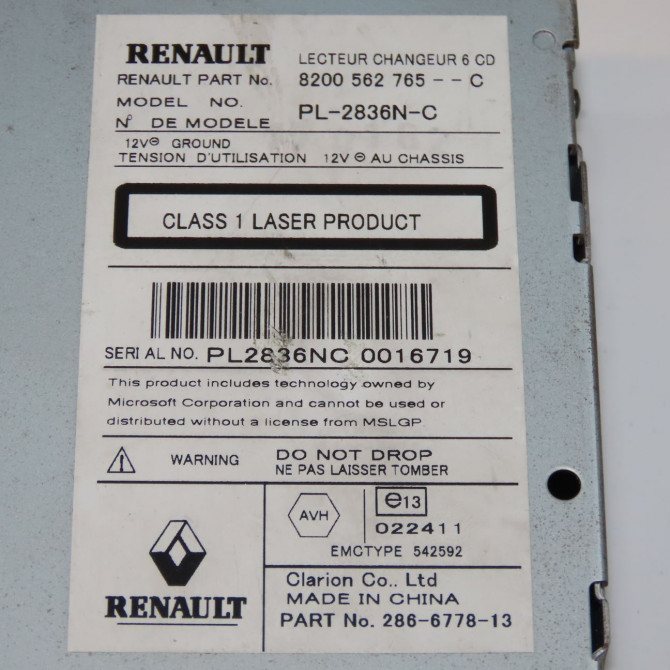 RENAULT LECTEUR CHANGEUR 6 CD
RENAULT PART No. 8200 562 765 -- C
MODEL NO.
N° DE MODELE PL-2836N-C
12V⊖ GROUND
TENSION D'UTILISATION 12V ⊖ AU CHASSIS
CLASS 1 LASER PRODUCT
SERIAL NO. PL2836NC 0016719
This product includes technology owned by
Microsoft Corporation and cannot be used or
distributed without a license from MSLGP
WARNING DO NOT DROP
NE PAS LAISSER TOMBER
AVH
e13
022411
EMCTYPE 542592
RENAULT
Clarion Co., Ltd
MADE IN CHINA
PART No. 286-6778-13